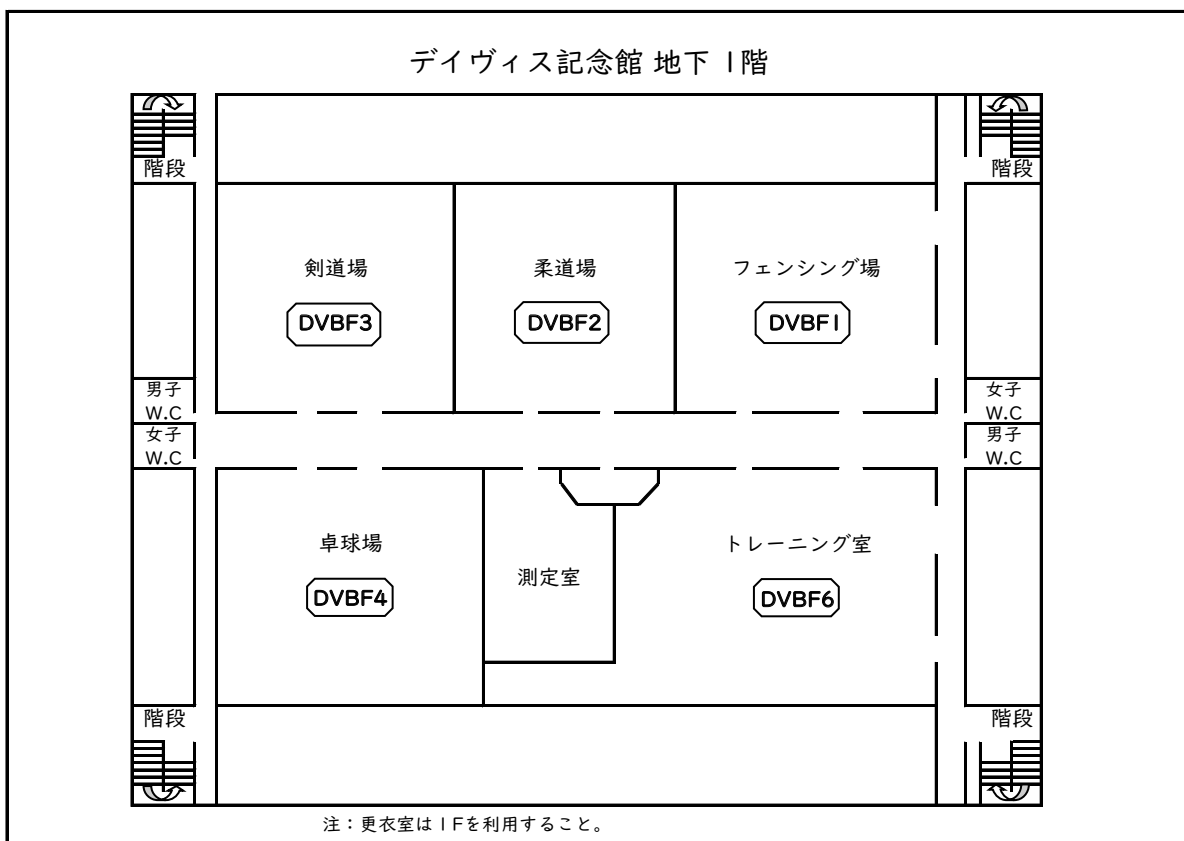 デイヴィス記念館 地下 1階
階段
階段
剣道場
柔道場
フェンシング場
DVBF3
DVBF2
DVBF1
男子
W.C
女子
W.C
女子
W.C
男子
W.C
卓球場
測定室
トレーニング室
DVBF4
DVBF6
階段
階段
注：更衣室は1Fを利用すること。